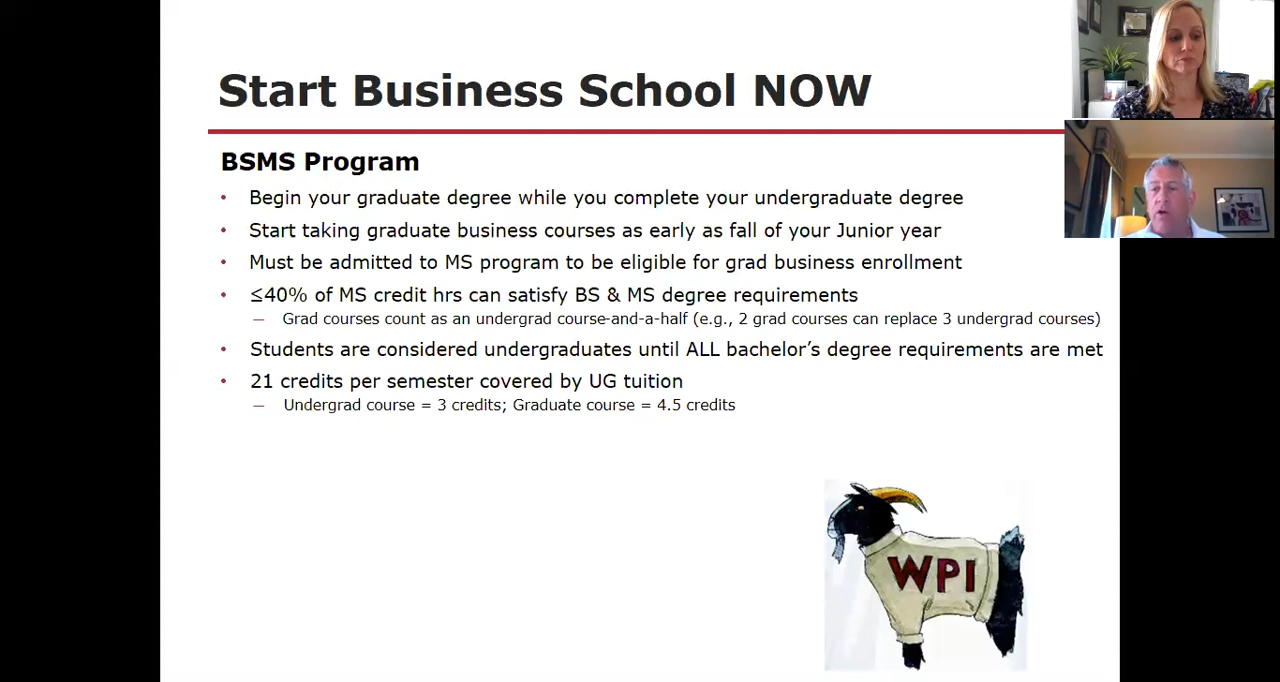 Start Business School NOW
BSMS Program
• Begin your graduate degree while you complete your undergraduate degree
• Start taking graduate business courses as early as fall of your Junior year
• Must be admitted to MS program to be eligible for grad business enrollment
• ≤40% of MS credit hrs can satisfy BS & MS degree requirements
— Grad courses count as an undergrad course-and-a-half (e.g., 2 grad courses can replace 3 undergrad courses)
• Students are considered undergraduates until ALL bachelor’s degree requirements are met
• 21 credits per semester covered by UG tuition
— Undergrad course = 3 credits; Graduate course = 4.5 credits
WPI